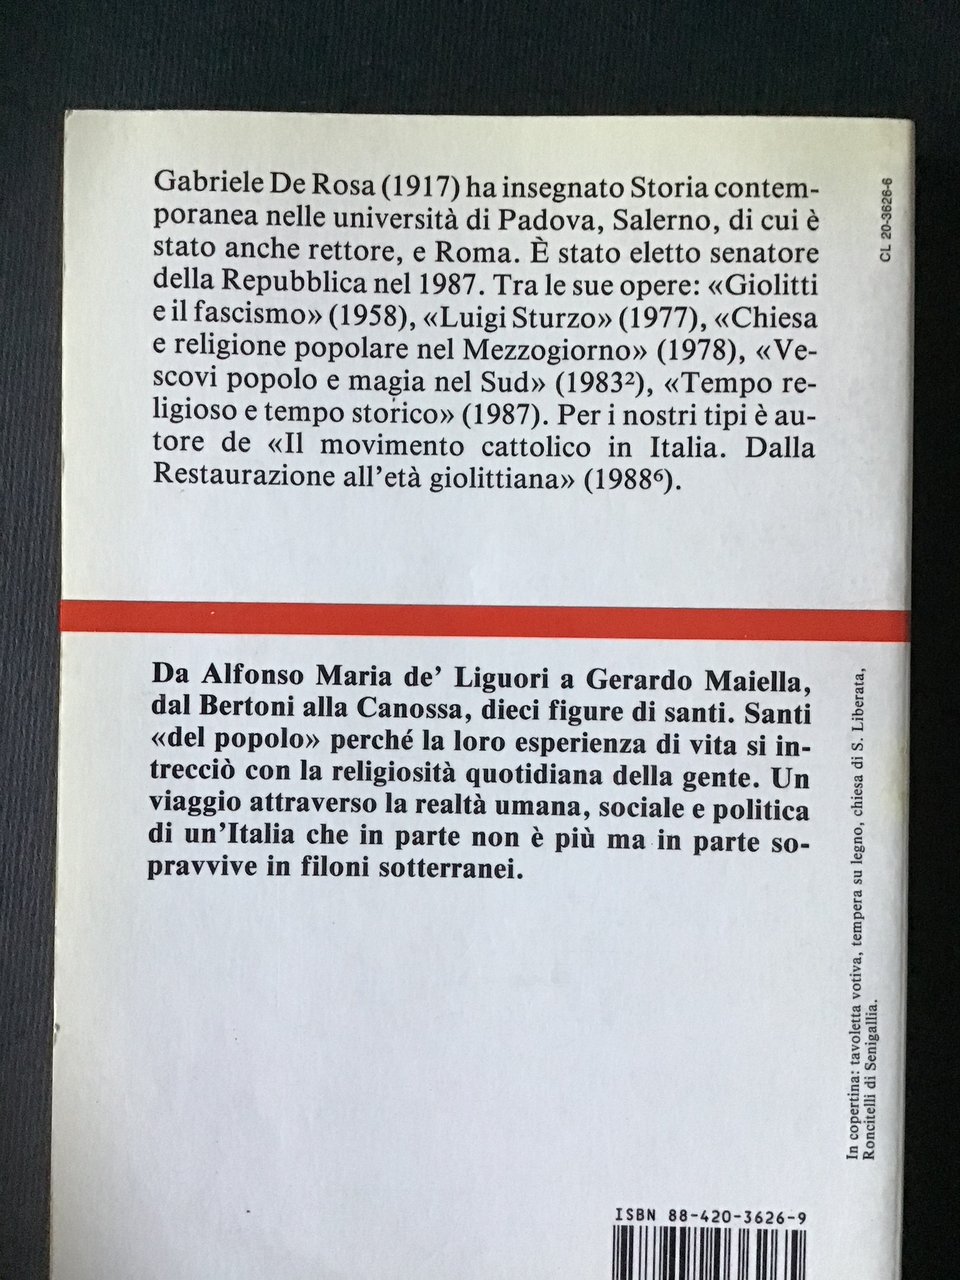 Gabriele De Rosa (1917) ha insegnato Storia contem-
poranea nelle università di Padova, Salerno, di cui è
stato anche rettore, e Roma. È stato eletto senatore
della Repubblica nel 1987. Tra le sue opere: «Giolitti
e il fascismo» (1958), «Luigi Sturzo» (1977), «Chiesa
e religione popolare nel Mezzogiorno» (1978), «Ve-
scovi popolo e magia nel Sud» (1983²), «Tempo re-
ligioso e tempo storico» (1987). Per i nostri tipi è au-
tore de «Il movimento cattolico in Italia. Dalla
Restaurazione all'età giolittiana» (1988⁶).
CL 20-3626-6
Da Alfonso Maria de' Liguori a Gerardo Maiella,
dal Bertoni alla Canossa, dieci figure di santi. Santi
«del popolo» perché la loro esperienza di vita si in-
trecciò con la religiosità quotidiana della gente. Un
viaggio attraverso la realtà umana, sociale e politica
di un'Italia che in parte non è più ma in parte so-
pravvive in filoni sotterranei.
In copertina: tavoletta votiva, tempera su legno, chiesa di S. Liberata,
Roncitelli di Senigallia.
ISBN 88-420-3626-9